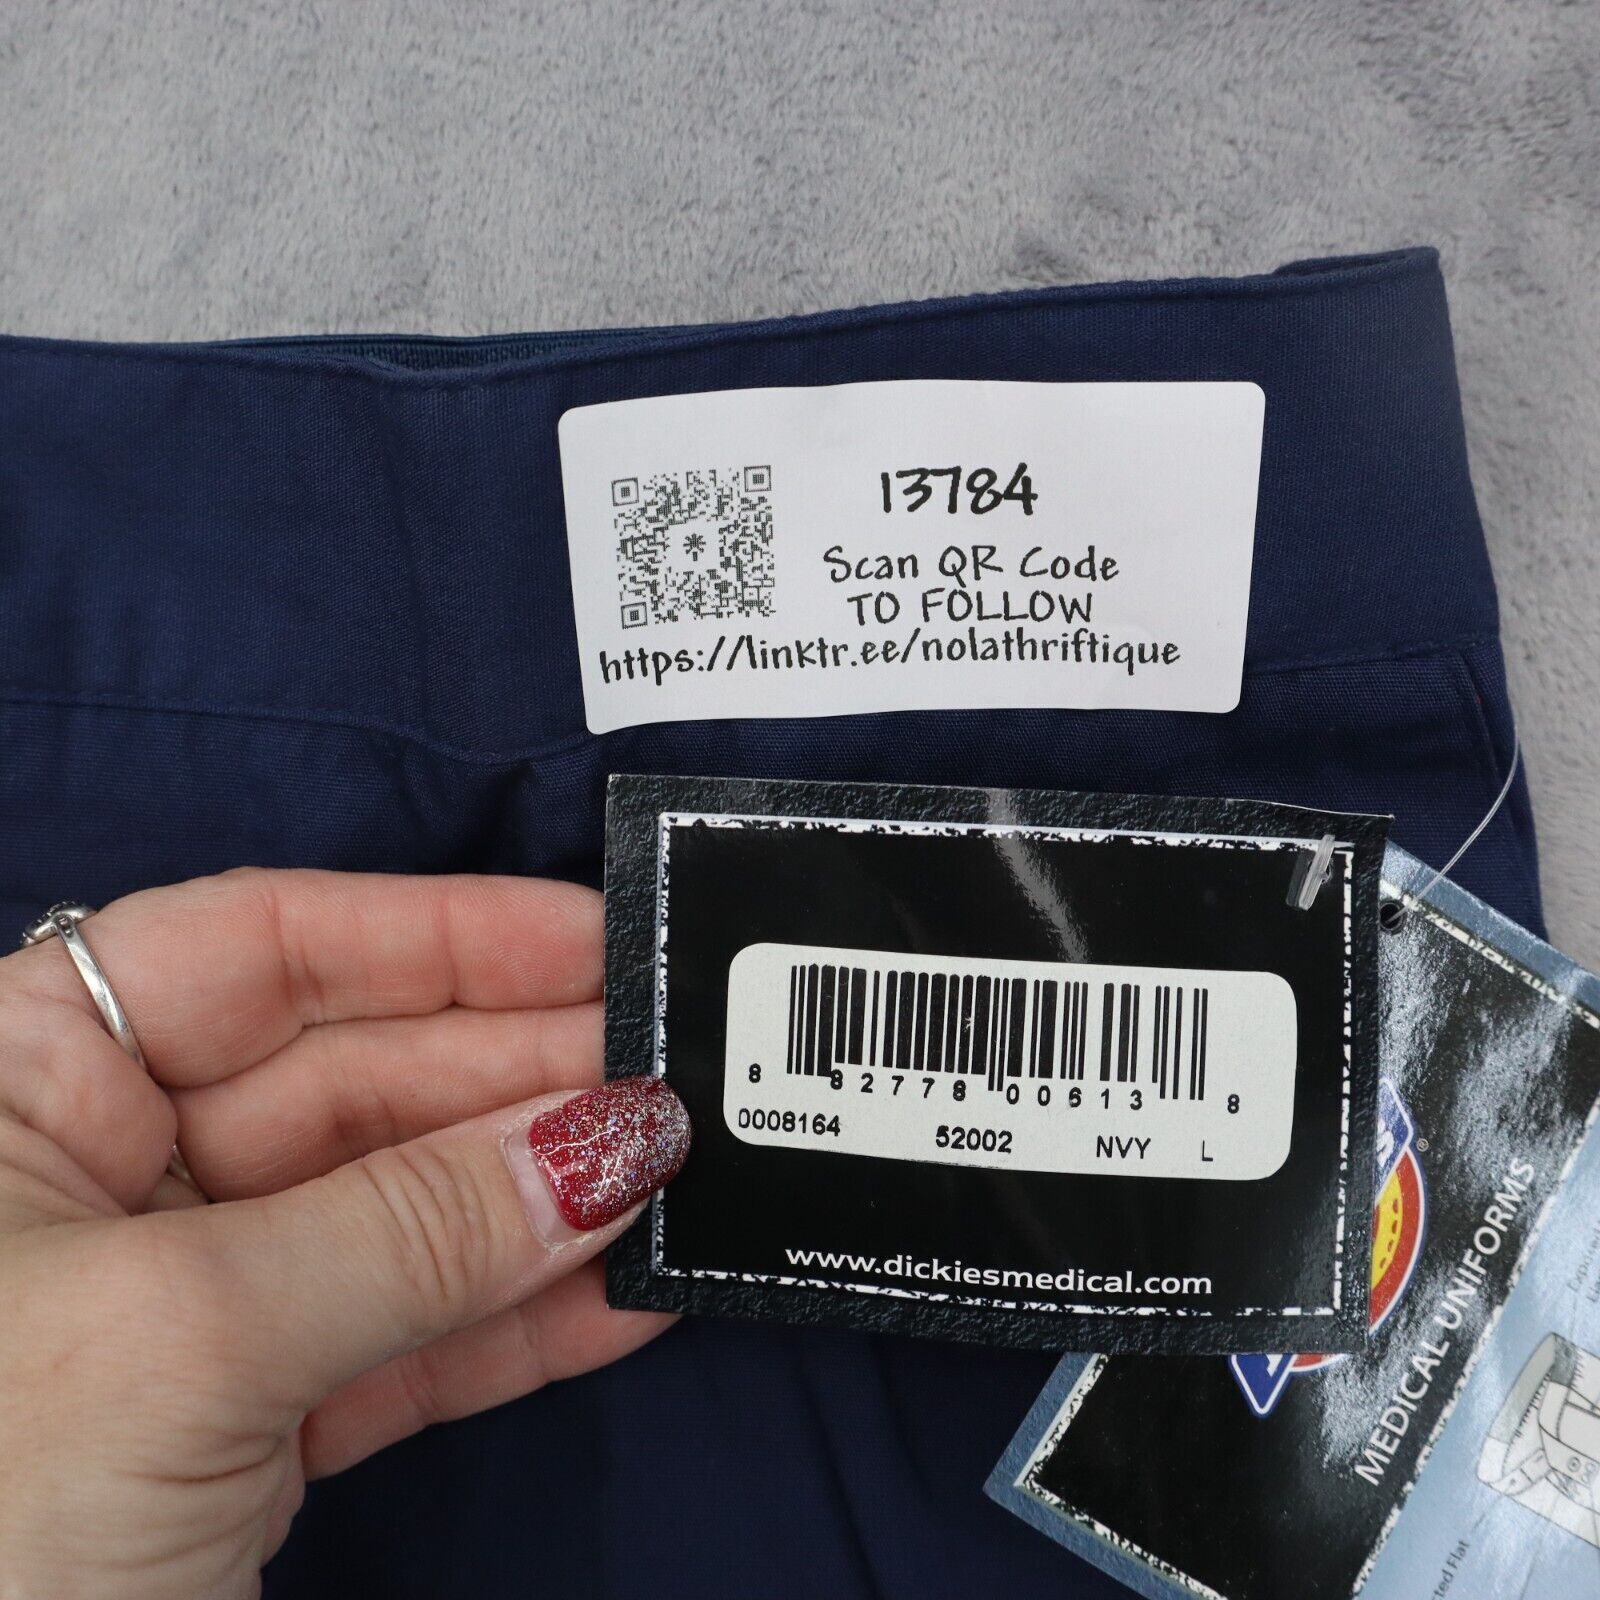 13784
Scan QR Code
TO FOLLOW
https://linktr.ee/nolathriftique
8 82778 00613 8
0008164 52002 NVY L
www.dickiesmedical.com
®
MEDICAL UNIFORMS
Flat